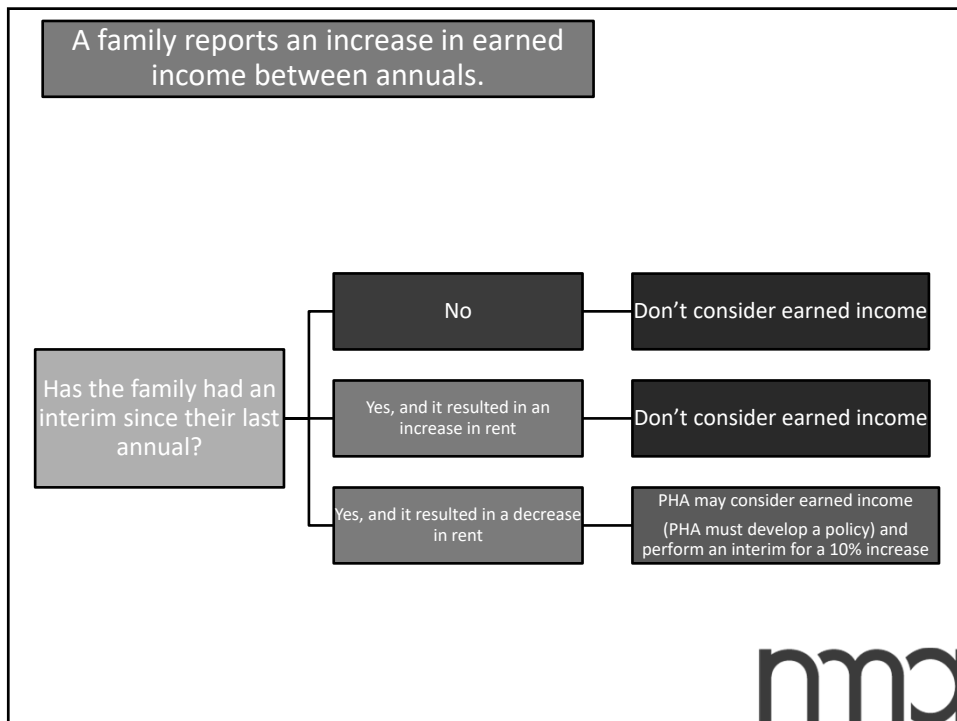 A family reports an increase in earned
income between annuals.
No
Don’t consider earned income
Has the family had an
interim since their last
annual?
Yes, and it resulted in an
increase in rent
Don’t consider earned income
Yes, and it resulted in a decrease
in rent
PHA may consider earned income
(PHA must develop a policy) and
perform an interim for a 10% increase
nma